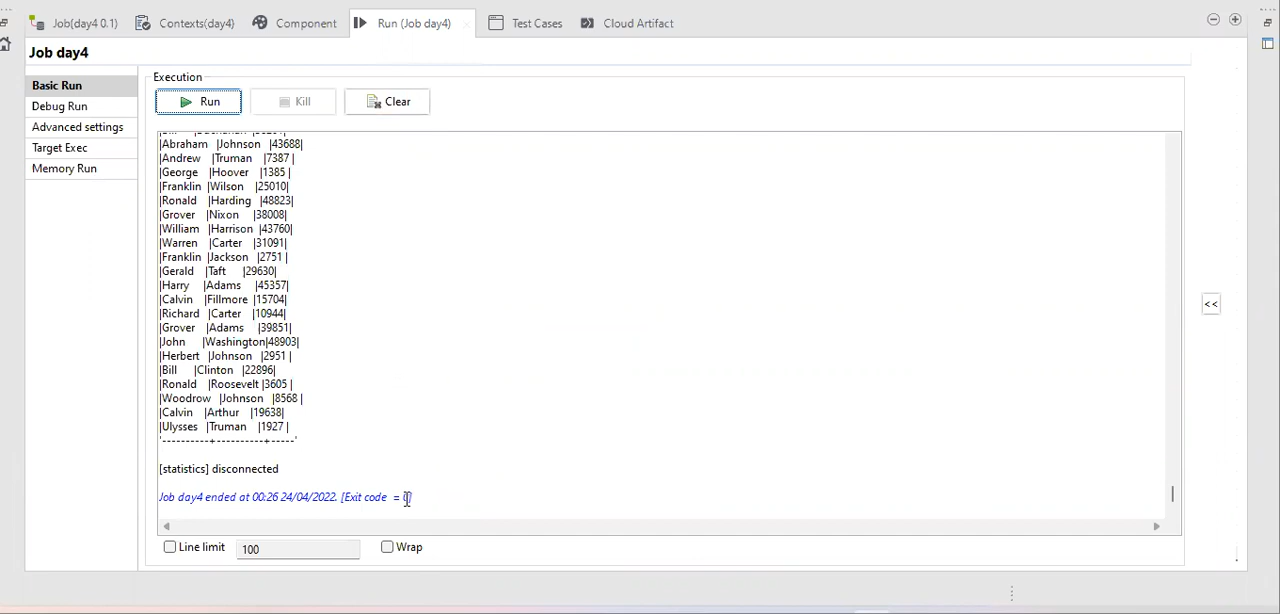 Job(day4 0.1) Contexts(day4) Component Run (Job day4) Test Cases Cloud Artifact
Job day4
Basic Run
Debug Run
Advanced settings
Target Exec
Memory Run
Execution
Run Kill Clear
|Abraham |Johnson |43688|
|Andrew |Truman |7387 |
|George |Hoover |1385 |
|Franklin |Wilson |25010|
|Ronald |Harding |48823|
|Grover |Nixon |38008|
|William |Harrison |43760|
|Warren |Carter |31091|
|Franklin |Jackson |2751 |
|Gerald |Taft |29630|
|Harry |Adams |45357|
|Calvin |Fillmore |15704|
|Richard |Carter |10944|
|Grover |Adams |39851|
|John |Washington|48903|
|Herbert |Johnson |2951 |
|Bill |Clinton |22896|
|Ronald |Roosevelt |3605 |
|Woodrow |Johnson |8568 |
|Calvin |Arthur |19638|
|Ulysses |Truman |1927 |
'----------+----------+-----'
[statistics] disconnected
Job day4 ended at 00:26 24/04/2022. [Exit code =
<<
Line limit 100 Wrap